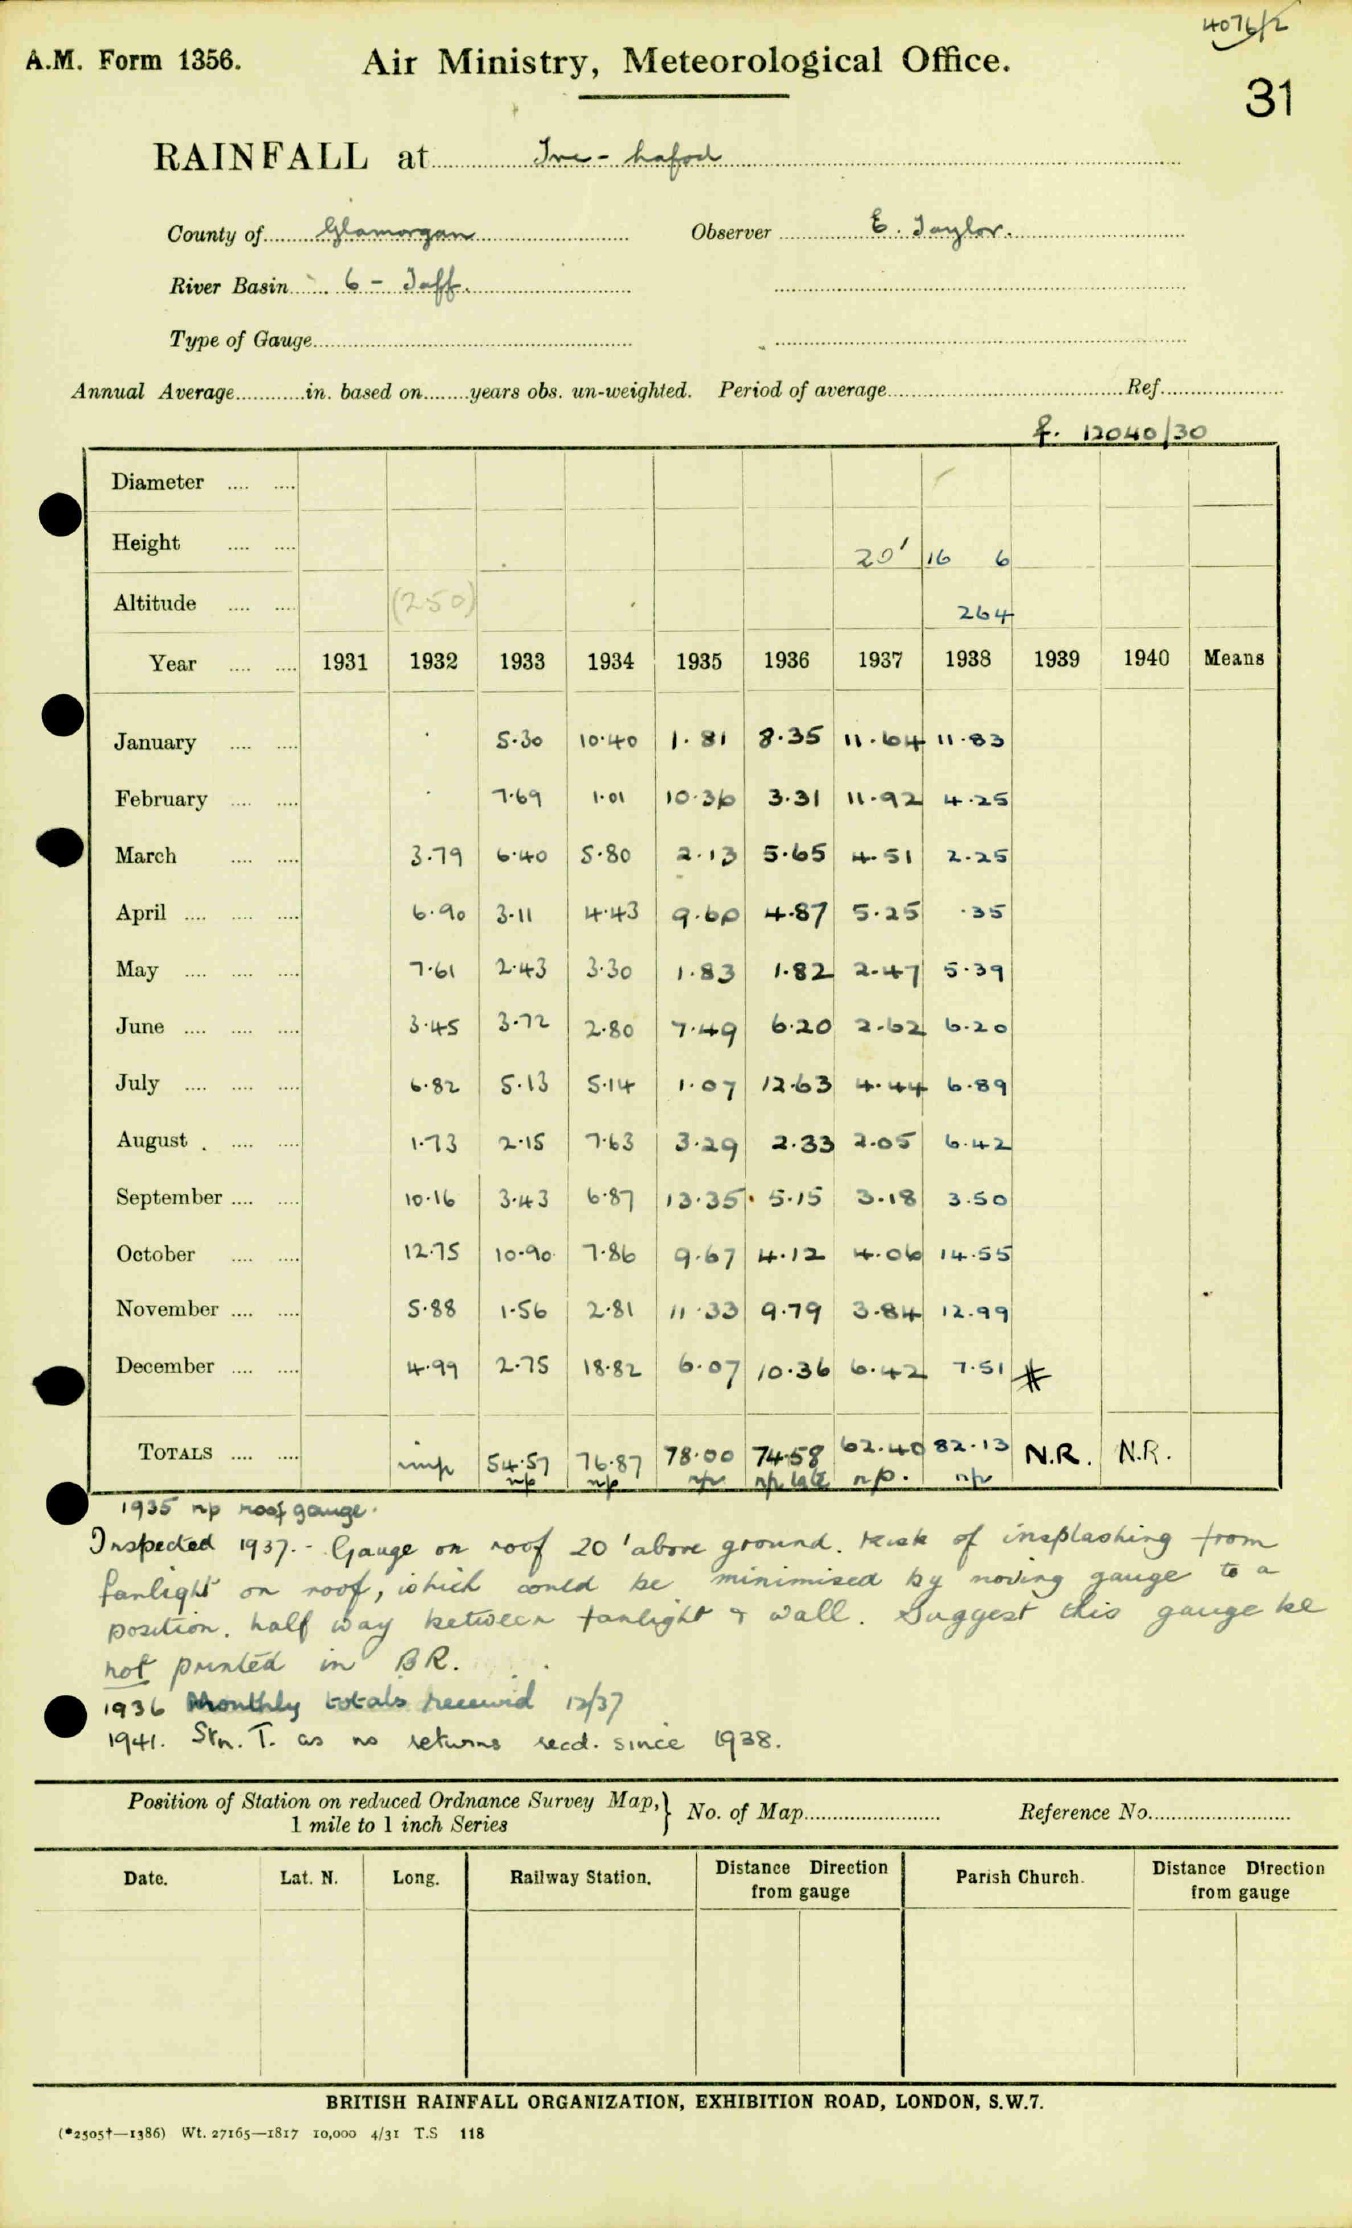 4076/2
A.M. Form 1356. Air Ministry, Meteorological Office.
31
RAINFALL at Tre-hafod
County of Glamorgan Observer E. Taylor.
River Basin 6 - Taff.
Type of Gauge
Annual Average in. based on years obs. un-weighted. Period of average Ref.
f. 12040/30
Diameter
Height 20' 16 6
Altitude (250) 264
Year 1931 1932 1933 1934 1935 1936 1937 1938 1939 1940 Means
January 5.30 10.40 1.81 8.35 11.64 11.83
February 7.69 1.01 10.36 3.31 11.92 4.25
March 3.79 6.40 5.80 2.13 5.65 4.51 2.25
April 6.90 3.11 4.43 9.60 4.87 5.25 .35
May 7.61 2.43 3.30 1.83 1.82 2.47 5.39
June 3.45 3.72 2.80 7.49 6.20 2.62 6.20
July 6.82 5.13 5.14 1.07 12.63 4.44 6.89
August 1.73 2.15 7.63 3.29 2.33 2.05 6.42
September 10.16 3.43 6.87 13.35 5.15 3.18 3.50
October 12.75 10.90 7.86 9.67 4.12 4.06 14.55
November 5.88 1.56 2.81 11.33 9.79 3.84 12.99
December 4.99 2.75 18.82 6.07 10.36 6.42 7.51 #
TOTALS imp 54.57 76.87 78.00 74.58 62.40 82.13 N.R. N.R.
np np np np late np. np
1935 np roof gauge.
Inspected 1937. - Gauge on roof 20' above ground. Risk of insplashing from
fanlight on roof, which could be minimised by moving gauge to a
position. half way between fanlight & wall. Suggest this gauge be
not printed in BR.
1936 Monthly totals received 12/37
1941. Stn. T. as no returns recd. since 1938.
Position of Station on reduced Ordnance Survey Map,} No. of Map Reference No.
1 mile to 1 inch Series
Date. Lat. N. Long. Railway Station. Distance Direction Parish Church. Distance Direction
from gauge from gauge
BRITISH RAINFALL ORGANIZATION, EXHIBITION ROAD, LONDON, S.W.7.
(*2505†—1386) Wt. 27165—1817 10,000 4/31 T.S 118